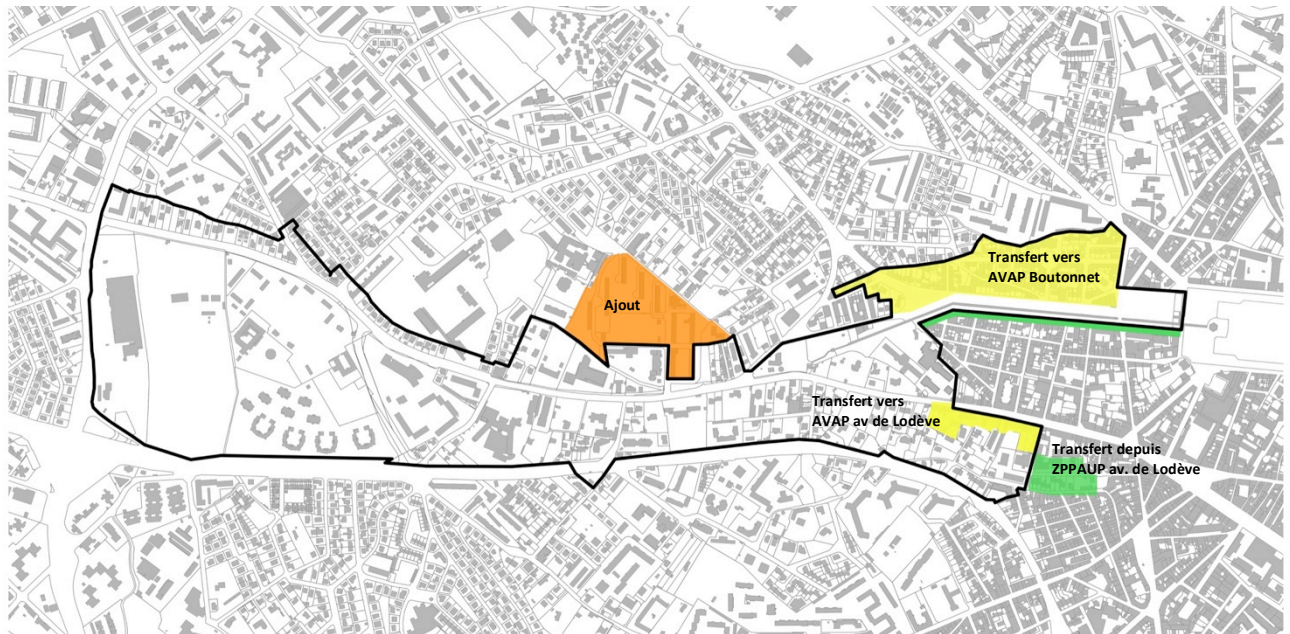 Transfert vers
AVAP Boutonnet
Ajout
Transfert vers
AVAP av de Lodève
Transfert depuis
ZPPAUP av. de Lodève